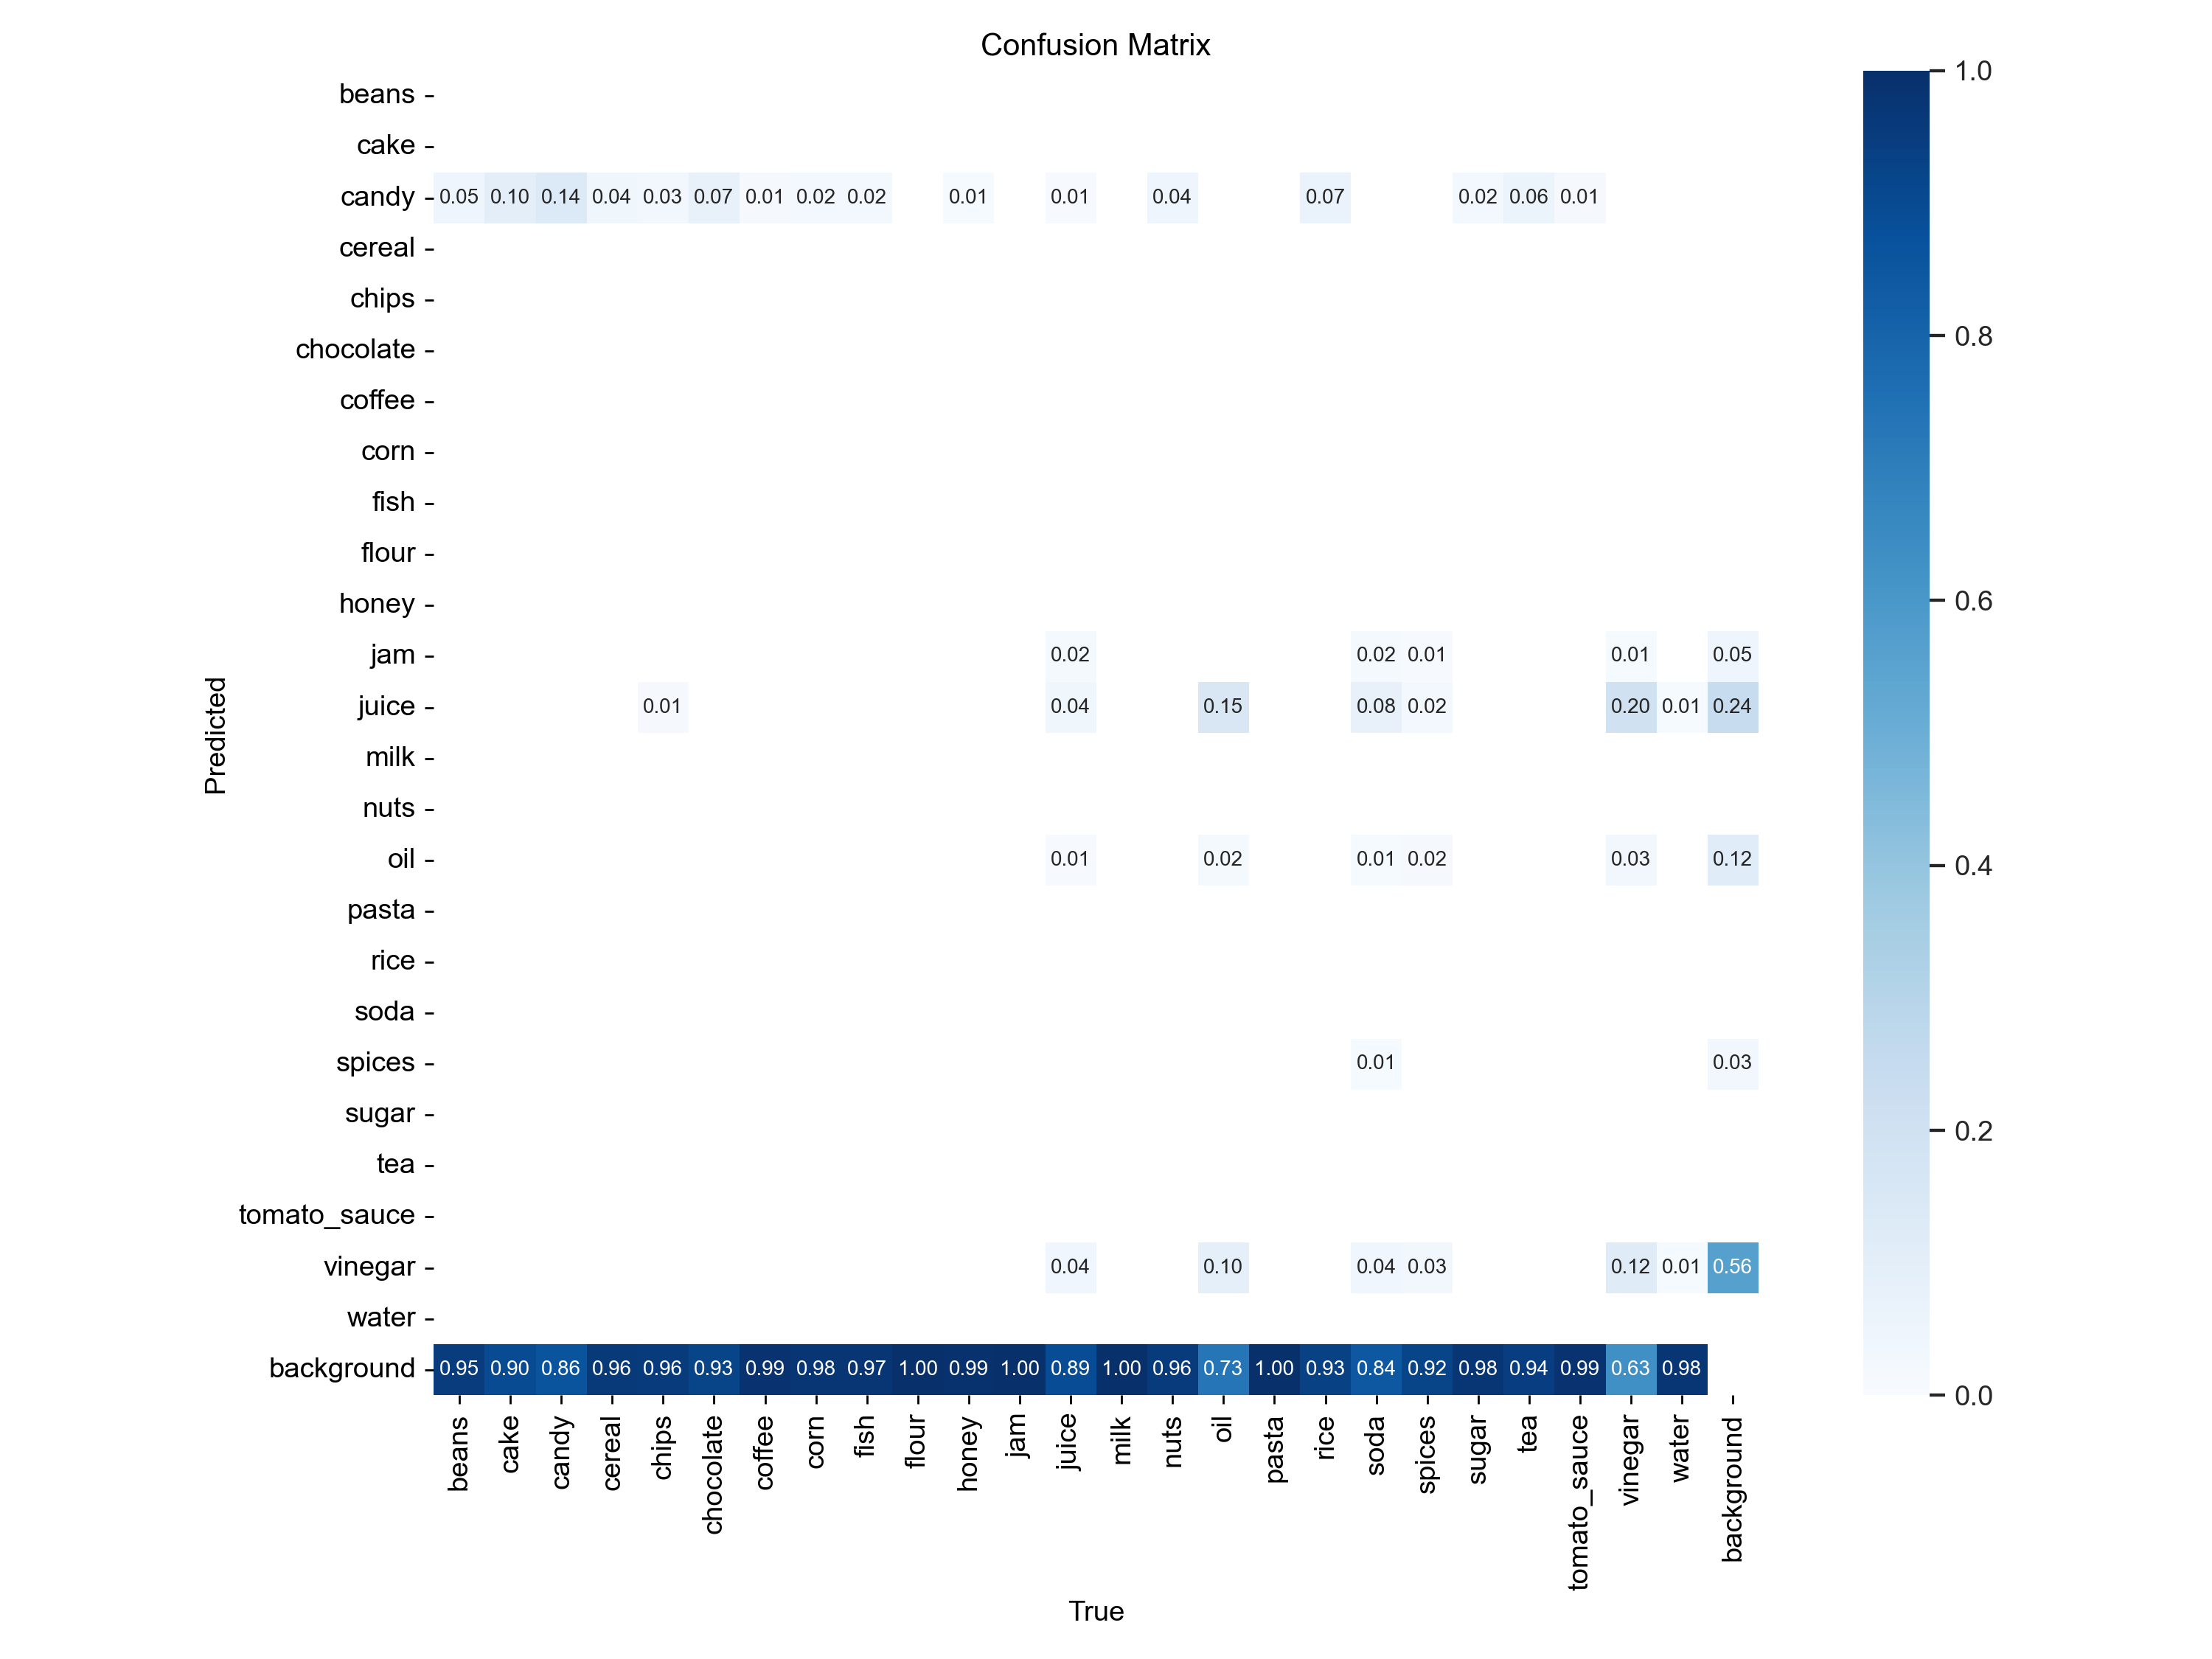 Confusion Matrix
beans
cake
candy 0.05 0.10 0.14 0.04 0.03 0.07 0.01 0.02 0.02 0.01 0.01 0.04 0.07 0.02 0.06 0.01
cereal
chips
chocolate
coffee
corn
fish
flour
honey
jam 0.02 0.02 0.01 0.01 0.05
juice 0.01 0.04 0.15 0.08 0.02 0.20 0.01 0.24
milk
nuts
oil 0.01 0.02 0.01 0.02 0.03 0.12
pasta
rice
soda
spices 0.01 0.03
sugar
tea
tomato_sauce
vinegar 0.04 0.10 0.04 0.03 0.12 0.01 0.56
water
background 0.95 0.90 0.86 0.96 0.96 0.93 0.99 0.98 0.97 1.00 0.99 1.00 0.89 1.00 0.96 0.73 1.00 0.93 0.84 0.92 0.98 0.94 0.99 0.63 0.98
Predicted
beans cake candy cereal chips chocolate coffee corn fish flour honey jam juice milk nuts oil pasta rice soda spices sugar tea tomato_sauce vinegar water background
True
1.0
0.8
0.6
0.4
0.2
0.0